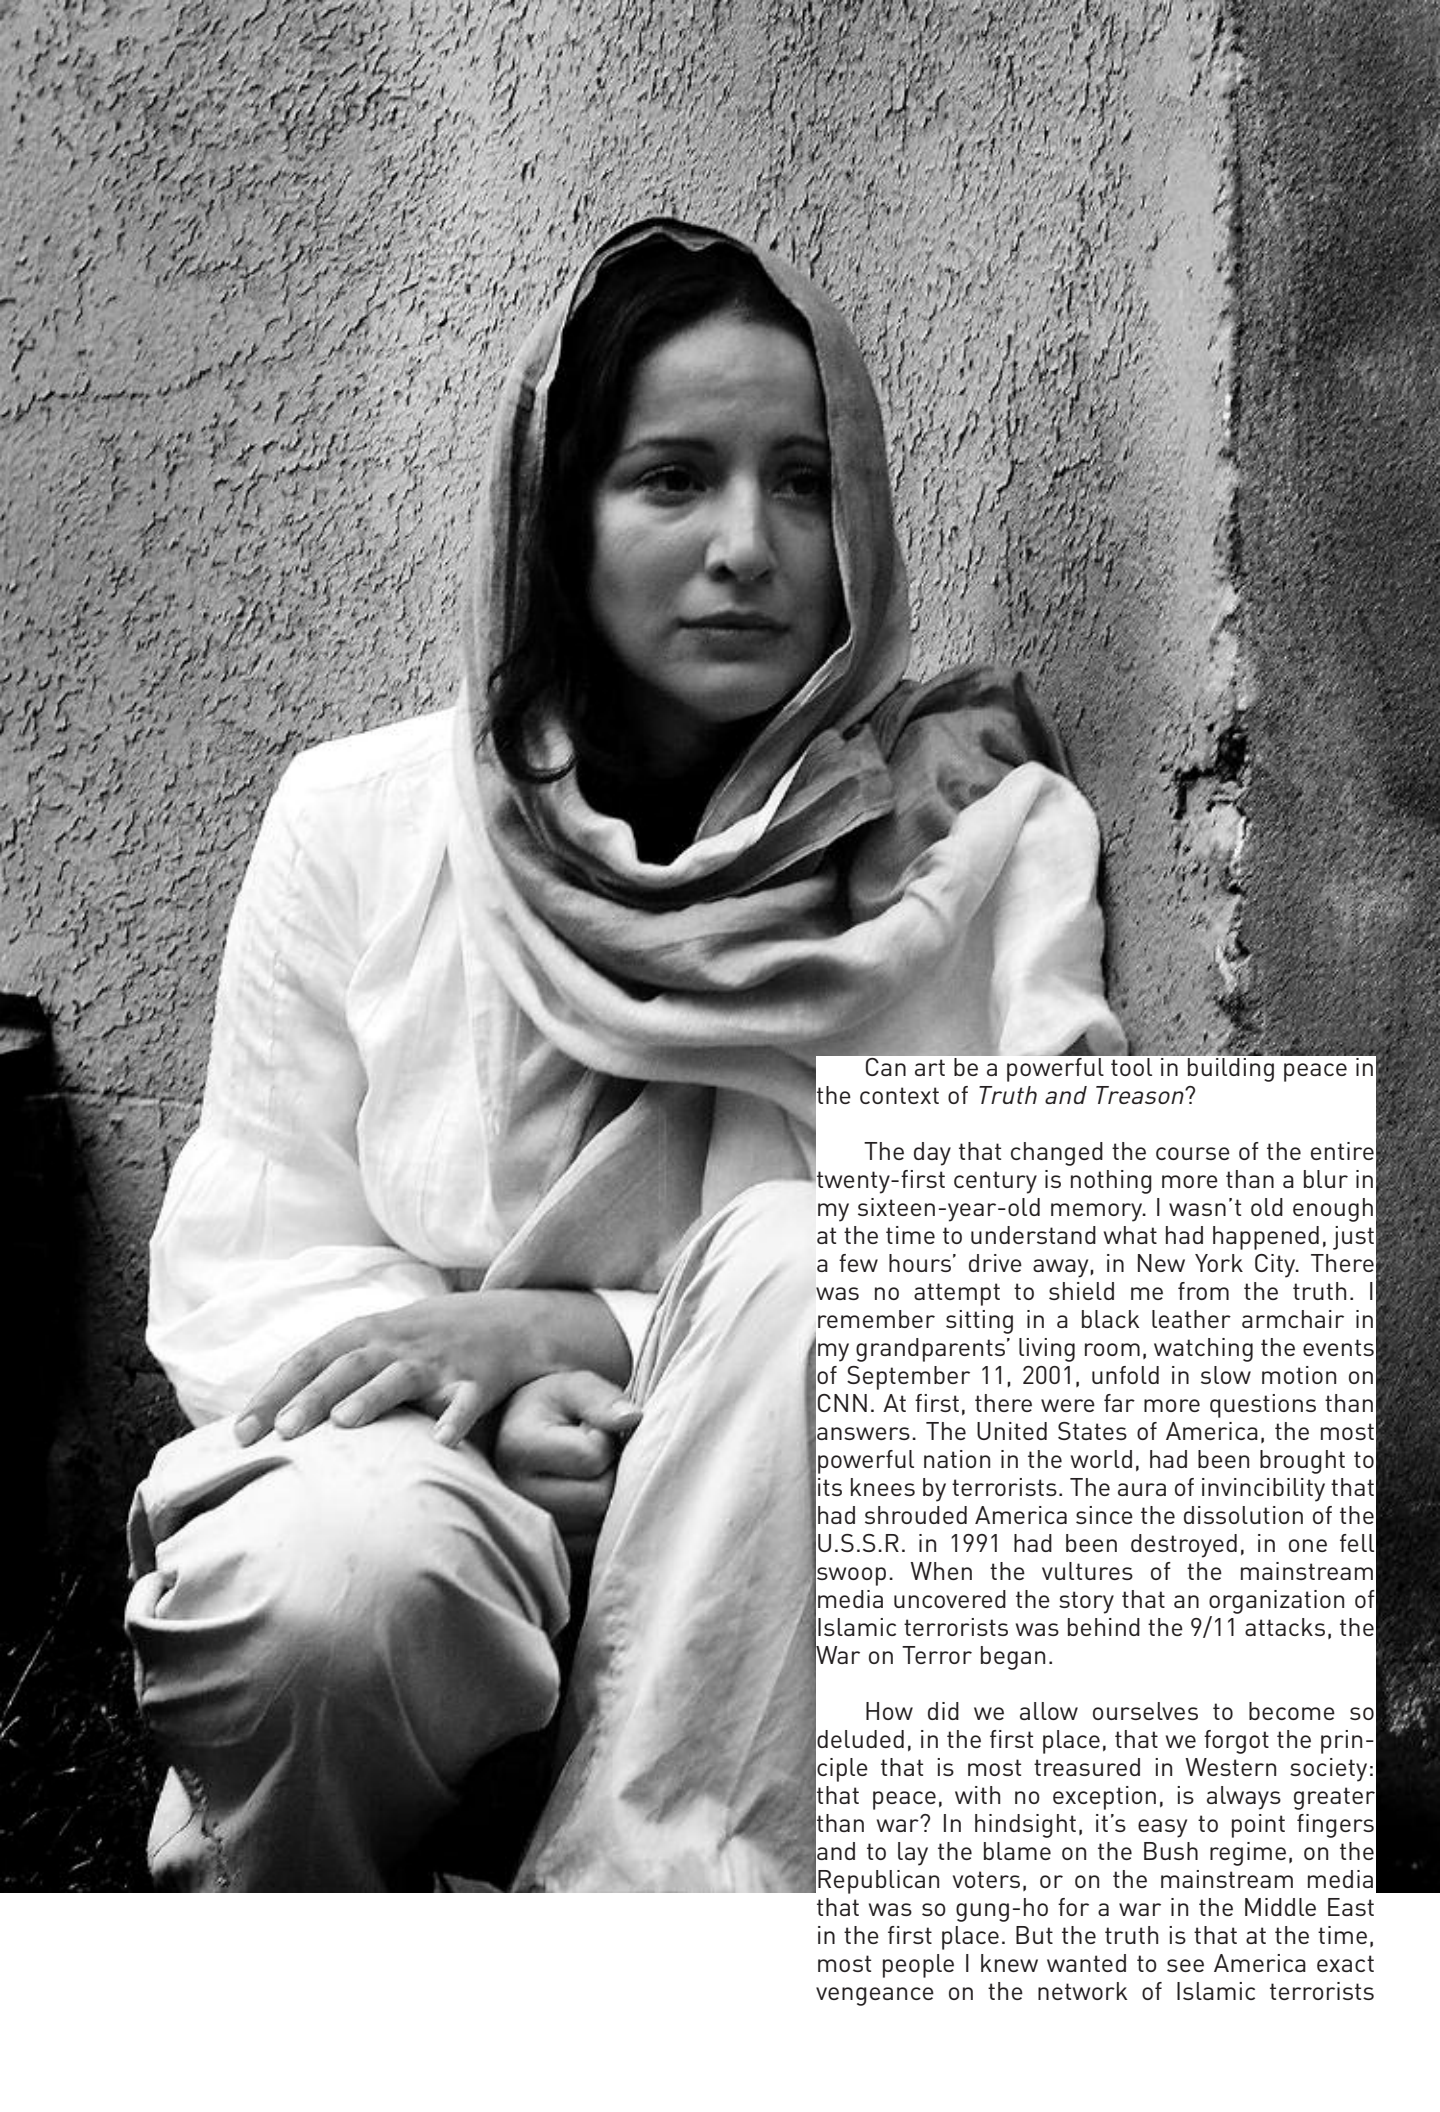 Can art be a powerful tool in building peace in
the context of Truth and Treason?
The day that changed the course of the entire
twenty-first century is nothing more than a blur in
my sixteen-year-old memory. I wasn’t old enough
at the time to understand what had happened, just
a few hours’ drive away, in New York City. There
was no attempt to shield me from the truth. I
remember sitting in a black leather armchair in
my grandparents’ living room, watching the events
of September 11, 2001, unfold in slow motion on
CNN. At first, there were far more questions than
answers. The United States of America, the most
powerful nation in the world, had been brought to
its knees by terrorists. The aura of invincibility that
had shrouded America since the dissolution of the
U.S.S.R. in 1991 had been destroyed, in one fell
swoop. When the vultures of the mainstream
media uncovered the story that an organization of
Islamic terrorists was behind the 9/11 attacks, the
War on Terror began.
How did we allow ourselves to become so
deluded, in the first place, that we forgot the prin-
ciple that is most treasured in Western society:
that peace, with no exception, is always greater
than war? In hindsight, it’s easy to point fingers
and to lay the blame on the Bush regime, on the
Republican voters, or on the mainstream media
that was so gung-ho for a war in the Middle East
in the first place. But the truth is that at the time,
most people I knew wanted to see America exact
vengeance on the network of Islamic terrorists